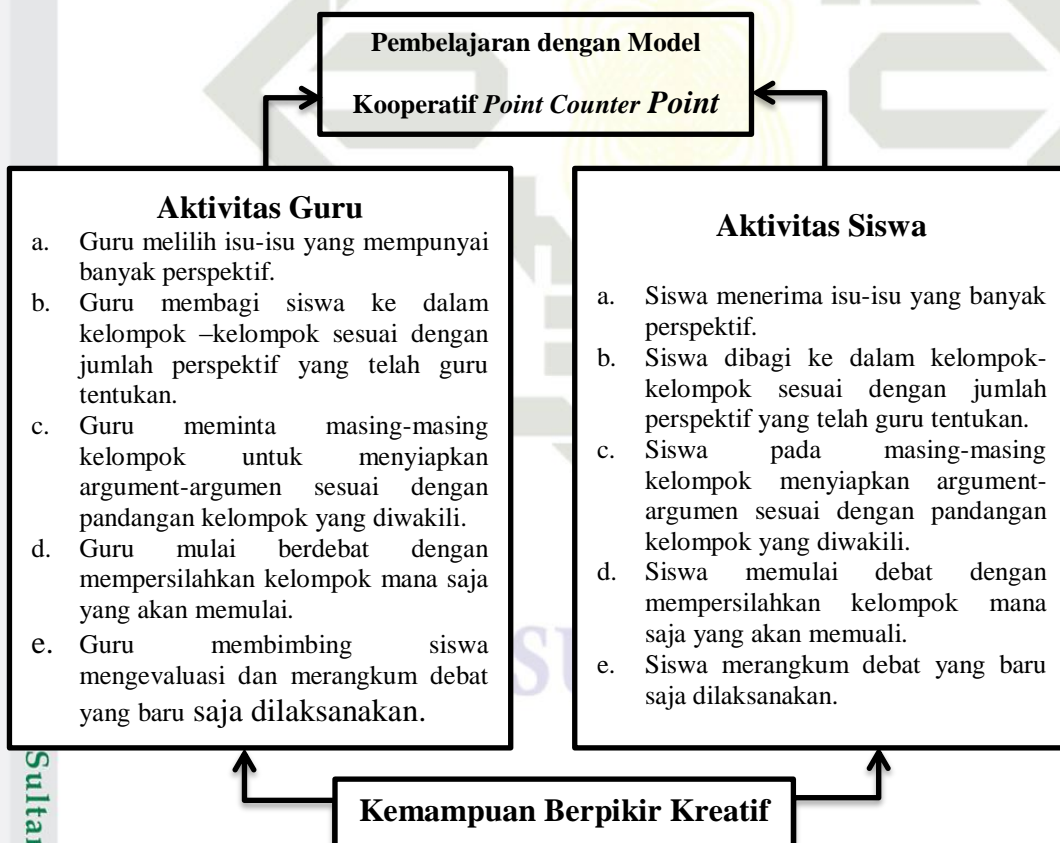 Pembelajaran dengan Model
Kooperatif Point Counter Point
Aktivitas Guru
a. Guru melilih isu-isu yang mempunyai
banyak perspektif.
b. Guru membagi siswa ke dalam
kelompok –kelompok sesuai dengan
jumlah perspektif yang telah guru
tentukan.
c. Guru meminta masing-masing
kelompok untuk menyiapkan
argument-argumen sesuai dengan
pandangan kelompok yang diwakili.
d. Guru mulai berdebat dengan
mempersilahkan kelompok mana saja
yang akan memulai.
e. Guru membimbing siswa
mengevaluasi dan merangkum debat
yang baru saja dilaksanakan.
Aktivitas Siswa
a. Siswa menerima isu-isu yang banyak
perspektif.
b. Siswa dibagi ke dalam kelompok-
kelompok sesuai dengan jumlah
perspektif yang telah guru tentukan.
c. Siswa pada masing-masing
kelompok menyiapkan argument-
argumen sesuai dengan pandangan
kelompok yang diwakili.
d. Siswa memulai debat dengan
mempersilahkan kelompok mana
saja yang akan memuali.
e. Siswa merangkum debat yang baru
saja dilaksanakan.
Kemampuan Berpikir Kreatif